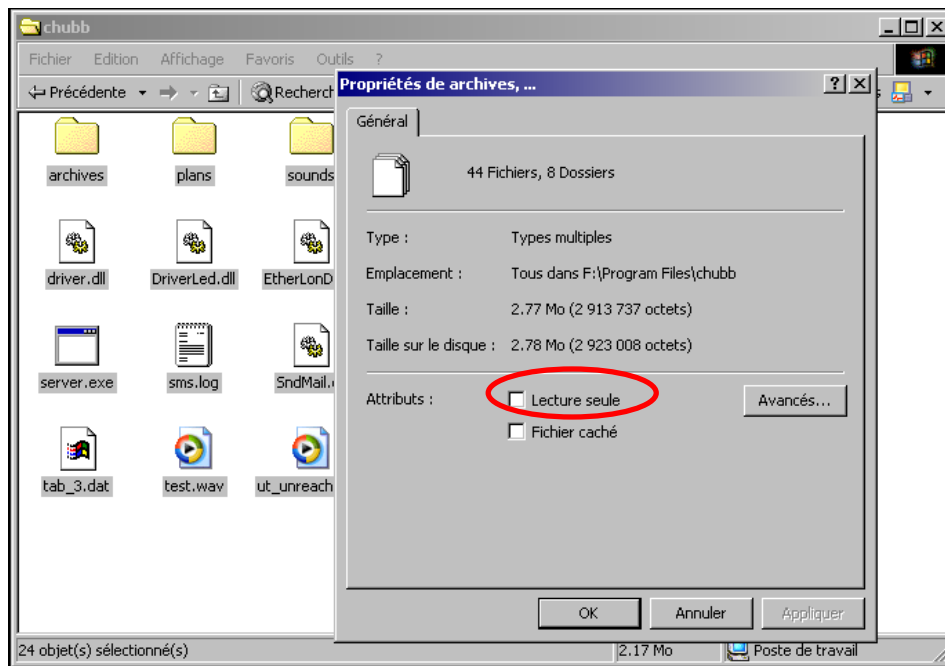 chubb
Fichier Edition Affichage Favoris Outils ?
Précédente Recherch
Propriétés de archives, ...
Général
44 Fichiers, 8 Dossiers
Type : Types multiples
Emplacement : Tous dans F:\Program Files\chubb
Taille : 2.77 Mo (2 913 737 octets)
Taille sur le disque : 2.78 Mo (2 923 008 octets)
Attributs : Lecture seule Avancés...
Fichier caché
OK Annuler Appliquer
archives plans sounds
driver.dll DriverLed.dll EtherLonD
server.exe sms.log SndMail.
tab_3.dat test.wav ut_unreach
24 objet(s) sélectionné(s) 2.17 Mo Poste de travail